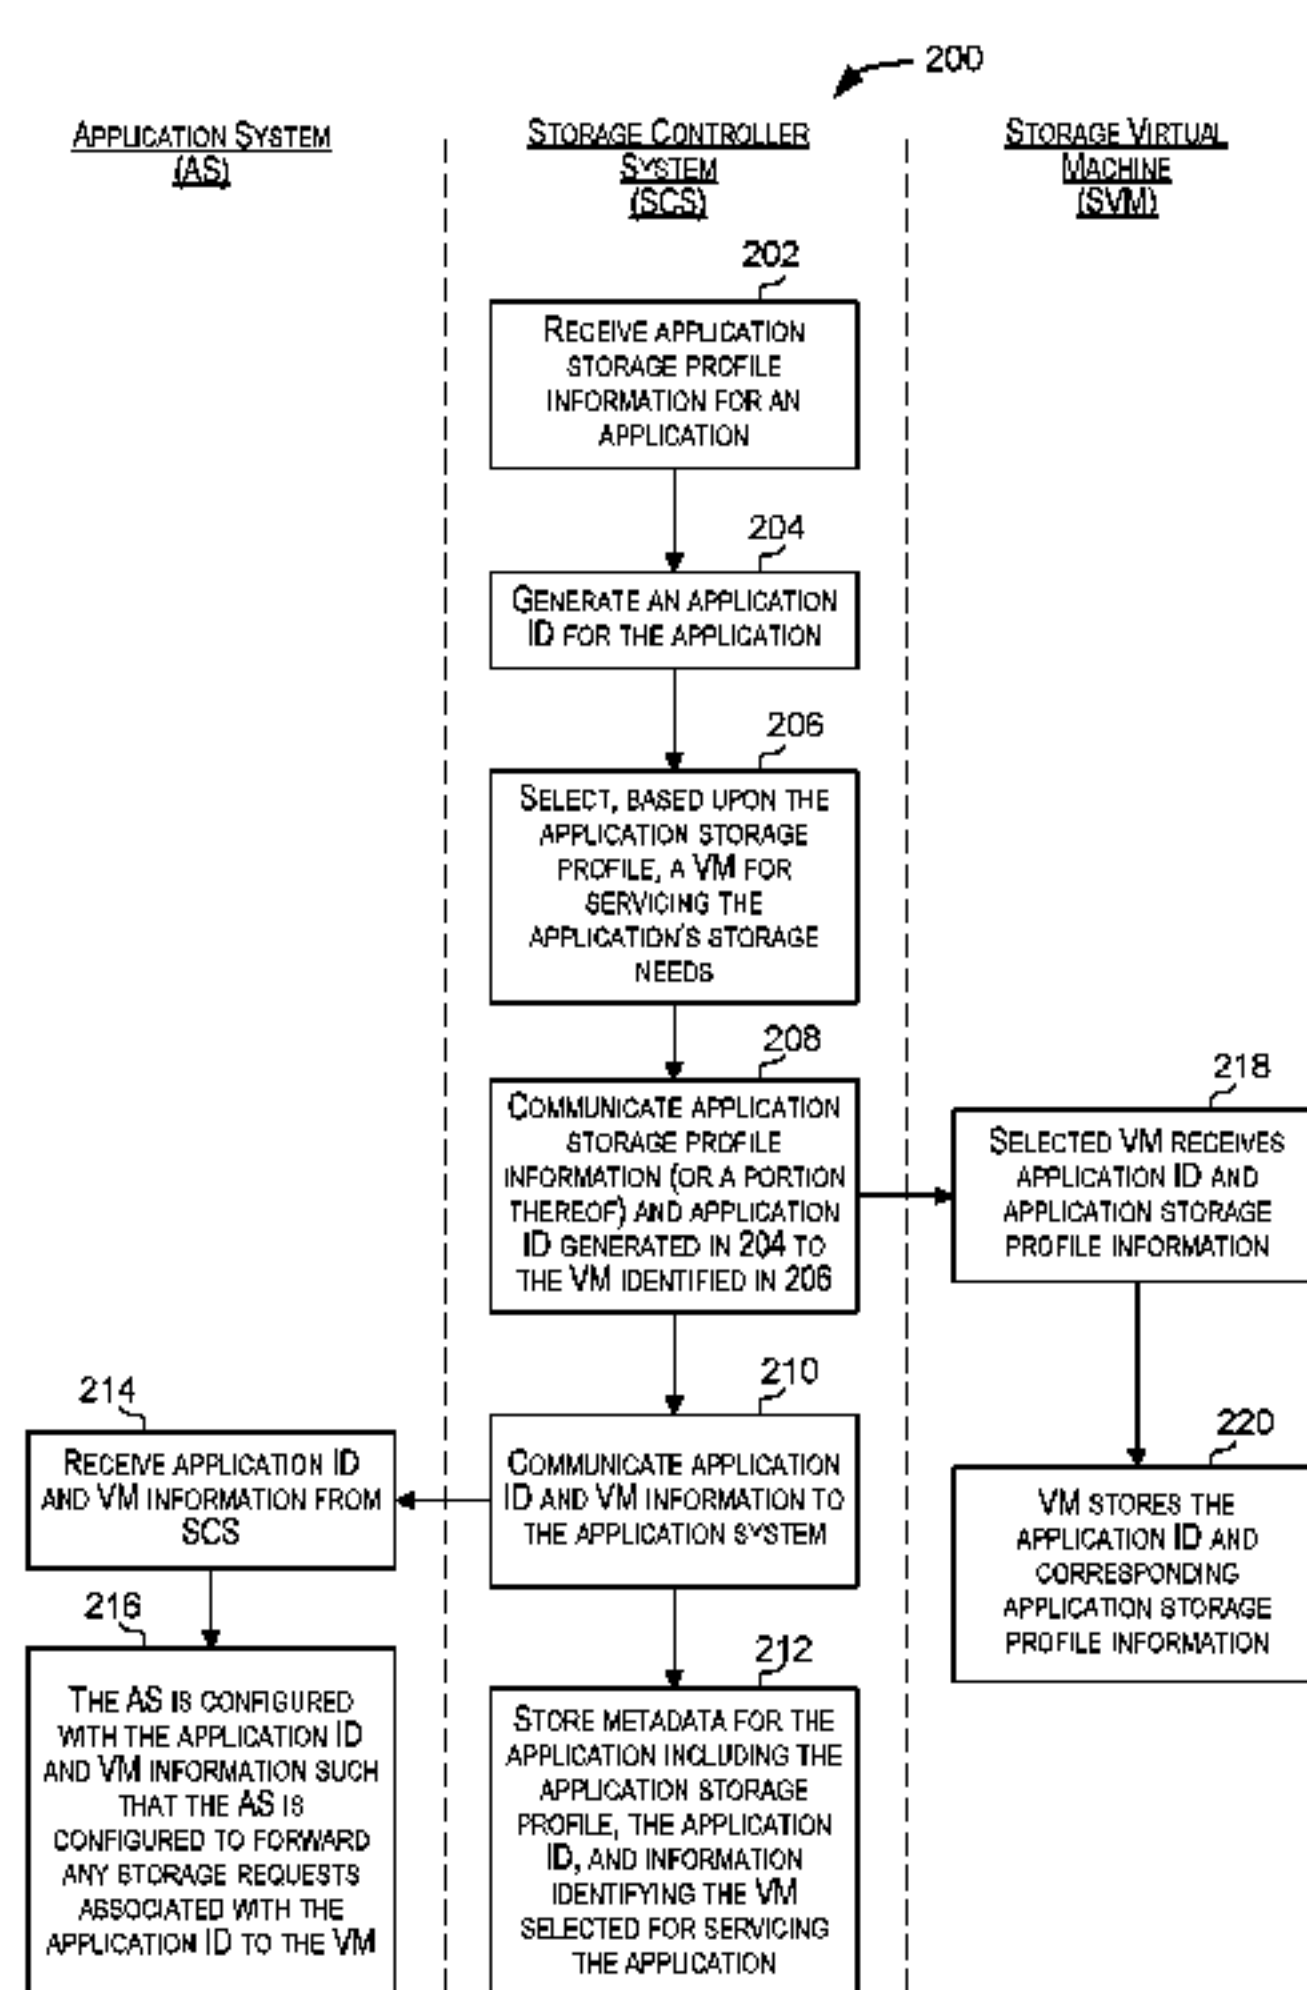 200
APPLICATION SYSTEM
(AS)
STORAGE CONTROLLER
SYSTEM
(SCS)
STORAGE VIRTUAL
MACHINE
(SVM)
202
RECEIVE APPLICATION
STORAGE PROFILE
INFORMATION FOR AN
APPLICATION
204
GENERATE AN APPLICATION
ID FOR THE APPLICATION
206
SELECT, BASED UPON THE
APPLICATION STORAGE
PROFILE, A VM FOR
SERVICING THE
APPLICATION'S STORAGE
NEEDS
208
COMMUNICATE APPLICATION
STORAGE PROFILE
INFORMATION (OR A PORTION
THEREOF) AND APPLICATION
ID GENERATED IN 204 TO
THE VM IDENTIFIED IN 206
218
SELECTED VM RECEIVES
APPLICATION ID AND
APPLICATION STORAGE
PROFILE INFORMATION
210
COMMUNICATE APPLICATION
ID AND VM INFORMATION TO
THE APPLICATION SYSTEM
214
RECEIVE APPLICATION ID
AND VM INFORMATION FROM
SCS
220
VM STORES THE
APPLICATION ID AND
CORRESPONDING
APPLICATION STORAGE
PROFILE INFORMATION
216
THE AS IS CONFIGURED
WITH THE APPLICATION ID
AND VM INFORMATION SUCH
THAT THE AS IS
CONFIGURED TO FORWARD
ANY STORAGE REQUESTS
ASSOCIATED WITH THE
APPLICATION ID TO THE VM
212
STORE METADATA FOR THE
APPLICATION INCLUDING THE
APPLICATION STORAGE
PROFILE, THE APPLICATION
ID, AND INFORMATION
IDENTIFYING THE VM
SELECTED FOR SERVICING
THE APPLICATION